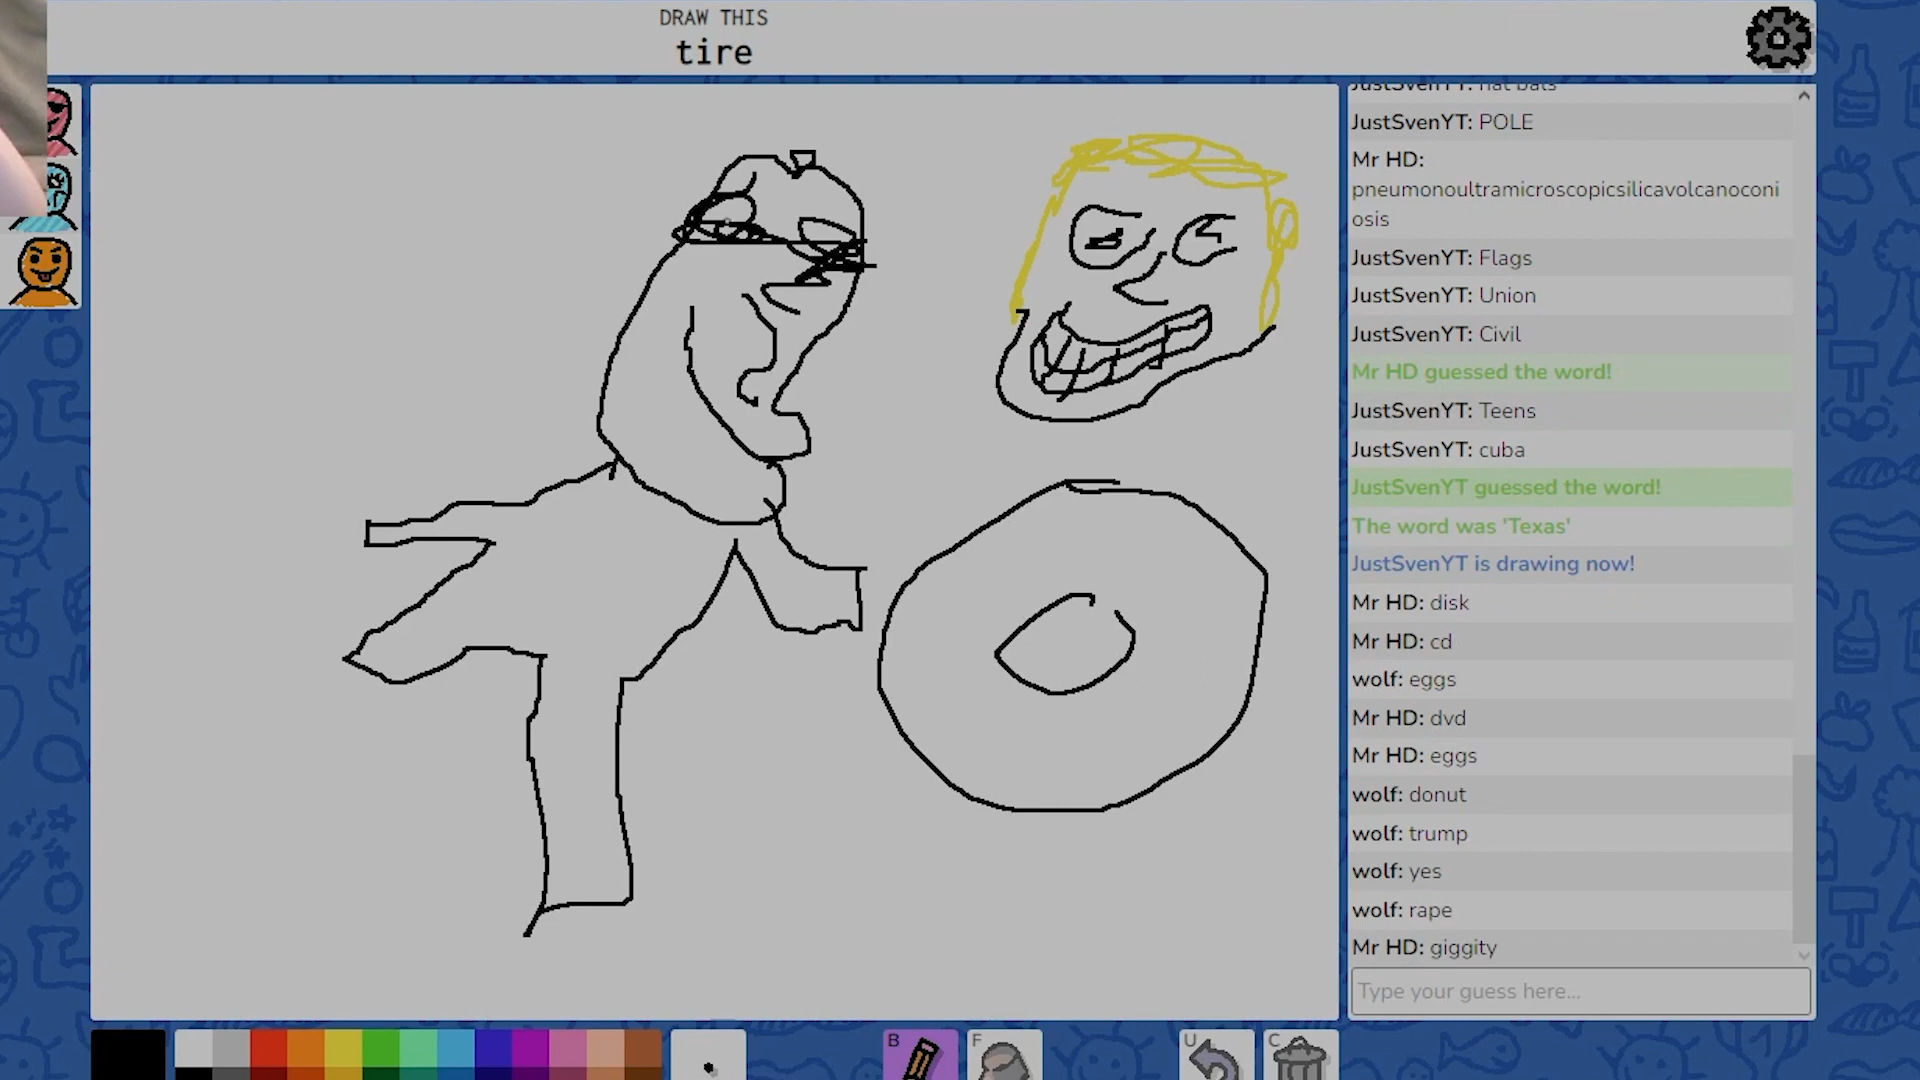 DRAW THIS
tire
JustSvenYT: hat bats
JustSvenYT: POLE
Mr HD:
pneumonoultramicroscopicsilicavolcanoconi
osis
JustSvenYT: Flags
JustSvenYT: Union
JustSvenYT: Civil
Mr HD guessed the word!
JustSvenYT: Teens
JustSvenYT: cuba
JustSvenYT guessed the word!
The word was 'Texas'
JustSvenYT is drawing now!
Mr HD: disk
Mr HD: cd
wolf: eggs
Mr HD: dvd
Mr HD: eggs
wolf: donut
wolf: trump
wolf: yes
wolf: rape
Mr HD: giggity
Type your guess here...
B F U C